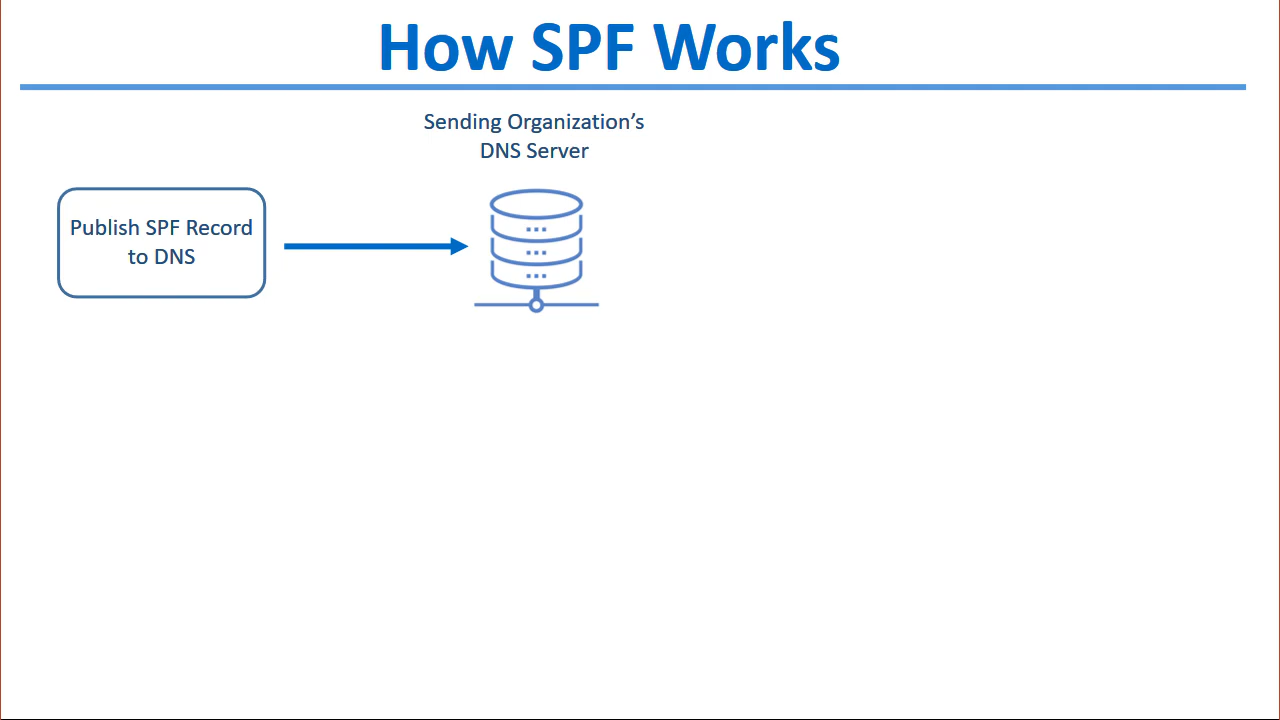 How SPF Works
Sending Organization’s
DNS Server
Publish SPF Record
to DNS